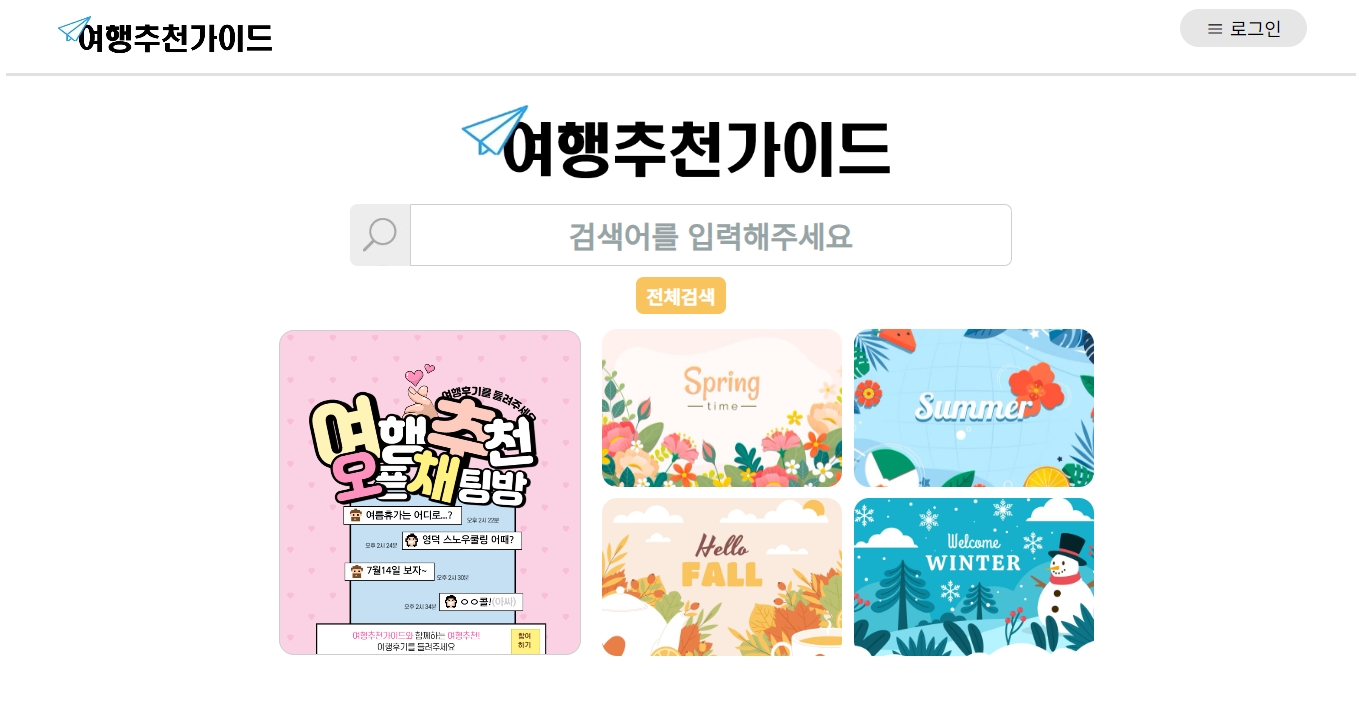 여행추천가이드
로그인
여행추천가이드
검색어를 입력해주세요
전체검색
여행후기를 들려주세요
여행추천
오픈채팅방
여름휴가는 어디로...?
오후 2시 22분
오후 2시 24분
영덕 스노우쿨링 어때?
7월14일 보자~
오후 2시 30분
오후 2시 34분
ㅇㅇ콜!(아싸)
여행추천가이드와 함께하는 여행추천!
여행후기를 들려주세요
참여
하기
Spring
time
Summer
Hello
FALL
Welcome
WINTER